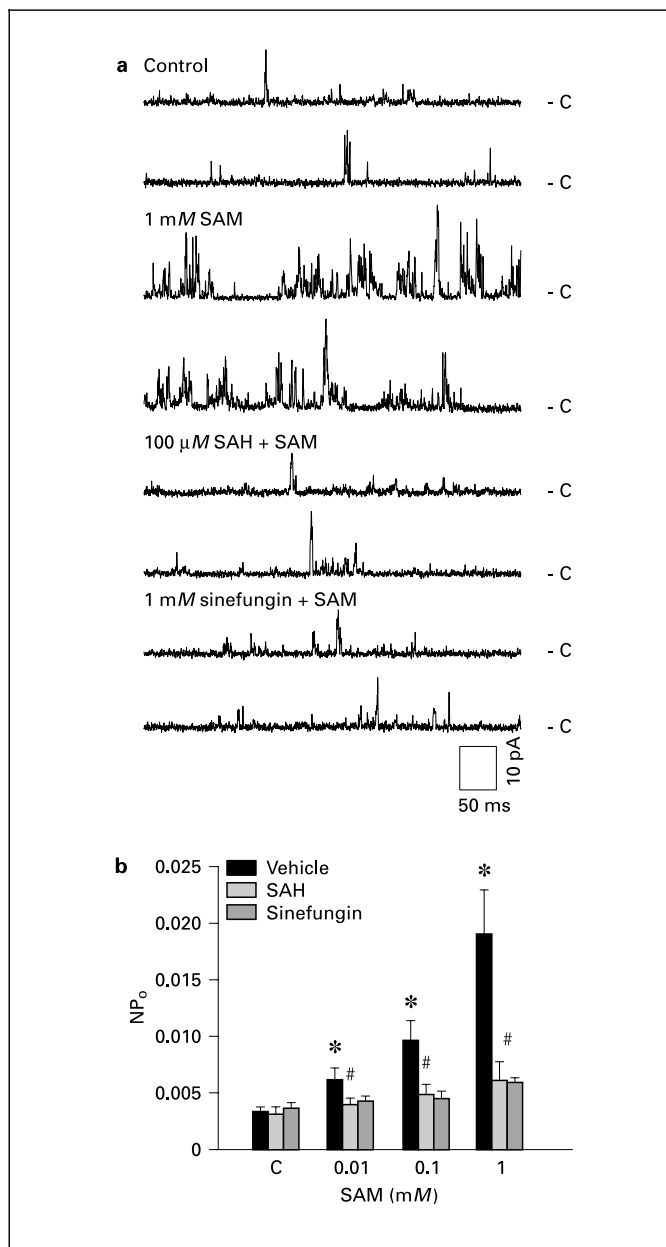 a Control
- C
- C
1 mM SAM
- C
- C
100 μM SAH + SAM
- C
- C
1 mM sinefungin + SAM
- C
- C
10 pA
50 ms
b
Vehicle
SAH
Sinefungin
0.025
0.020
0.015
0.010
0.005
0
NPo
*
*
*
#
#
#
C 0.01 0.1 1
SAM (mM)